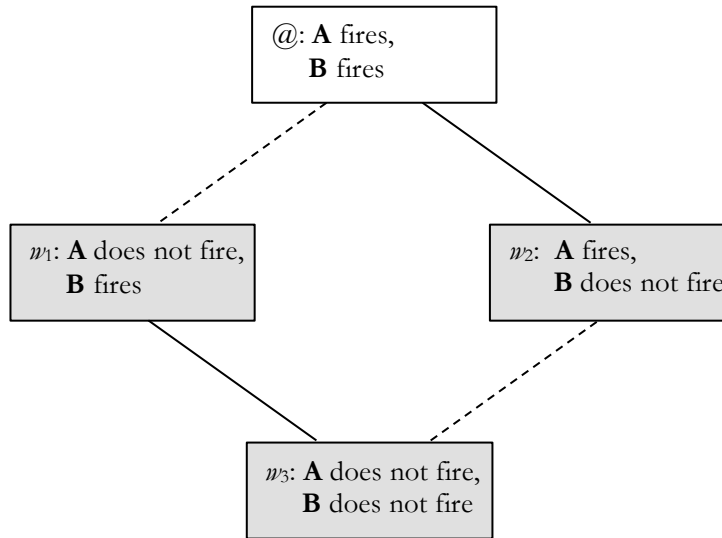 @: A fires,
B fires
w₁: A does not fire,
B fires
w₂: A fires,
B does not fire
w₃: A does not fire,
B does not fire